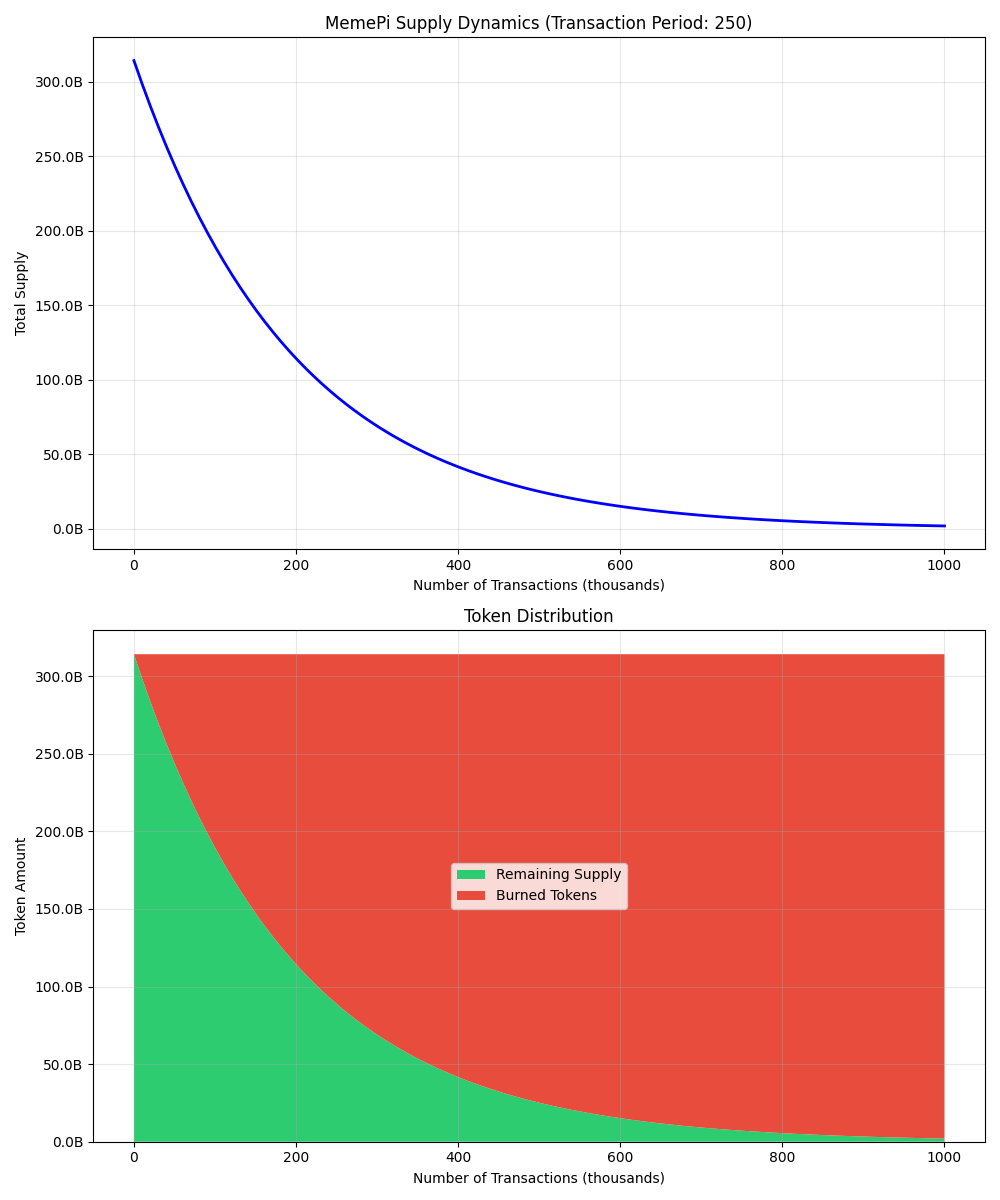 MemePi Supply Dynamics (Transaction Period: 250)
Total Supply
300.0B
250.0B
200.0B
150.0B
100.0B
50.0B
0.0B
0 200 400 600 800 1000
Number of Transactions (thousands)
Token Distribution
Token Amount
300.0B
250.0B
200.0B
150.0B
100.0B
50.0B
0.0B
Remaining Supply
Burned Tokens
0 200 400 600 800 1000
Number of Transactions (thousands)